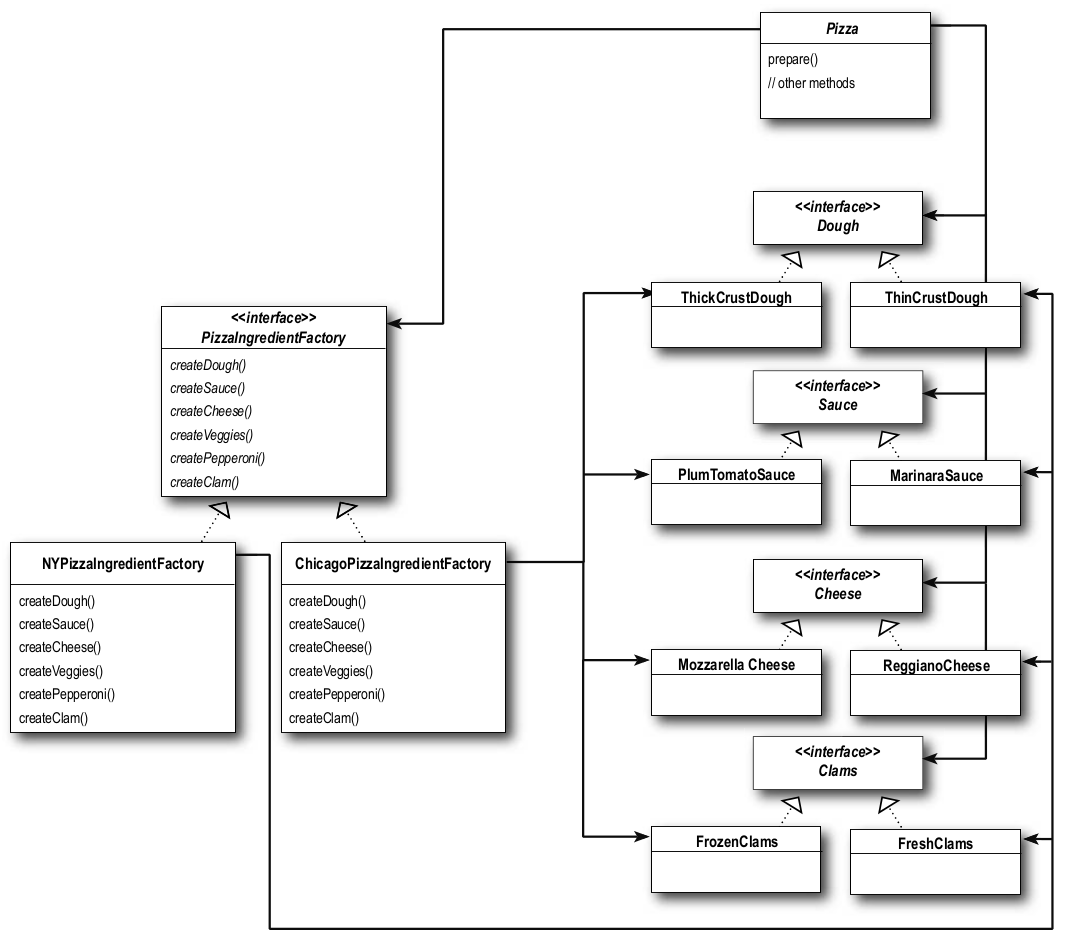 Pizza
prepare()
// other methods
<<interface>>
Dough
ThickCrustDough
ThinCrustDough
<<interface>>
PizzaIngredientFactory
createDough()
createSauce()
createCheese()
createVeggies()
createPepperoni()
createClam()
<<interface>>
Sauce
PlumTomatoSauce
MarinaraSauce
NYPizzaIngredientFactory
createDough()
createSauce()
createCheese()
createVeggies()
createPepperoni()
createClam()
ChicagoPizzaIngredientFactory
createDough()
createSauce()
createCheese()
createVeggies()
createPepperoni()
createClam()
<<interface>>
Cheese
Mozzarella Cheese
ReggianoCheese
<<interface>>
Clams
FrozenClams
FreshClams